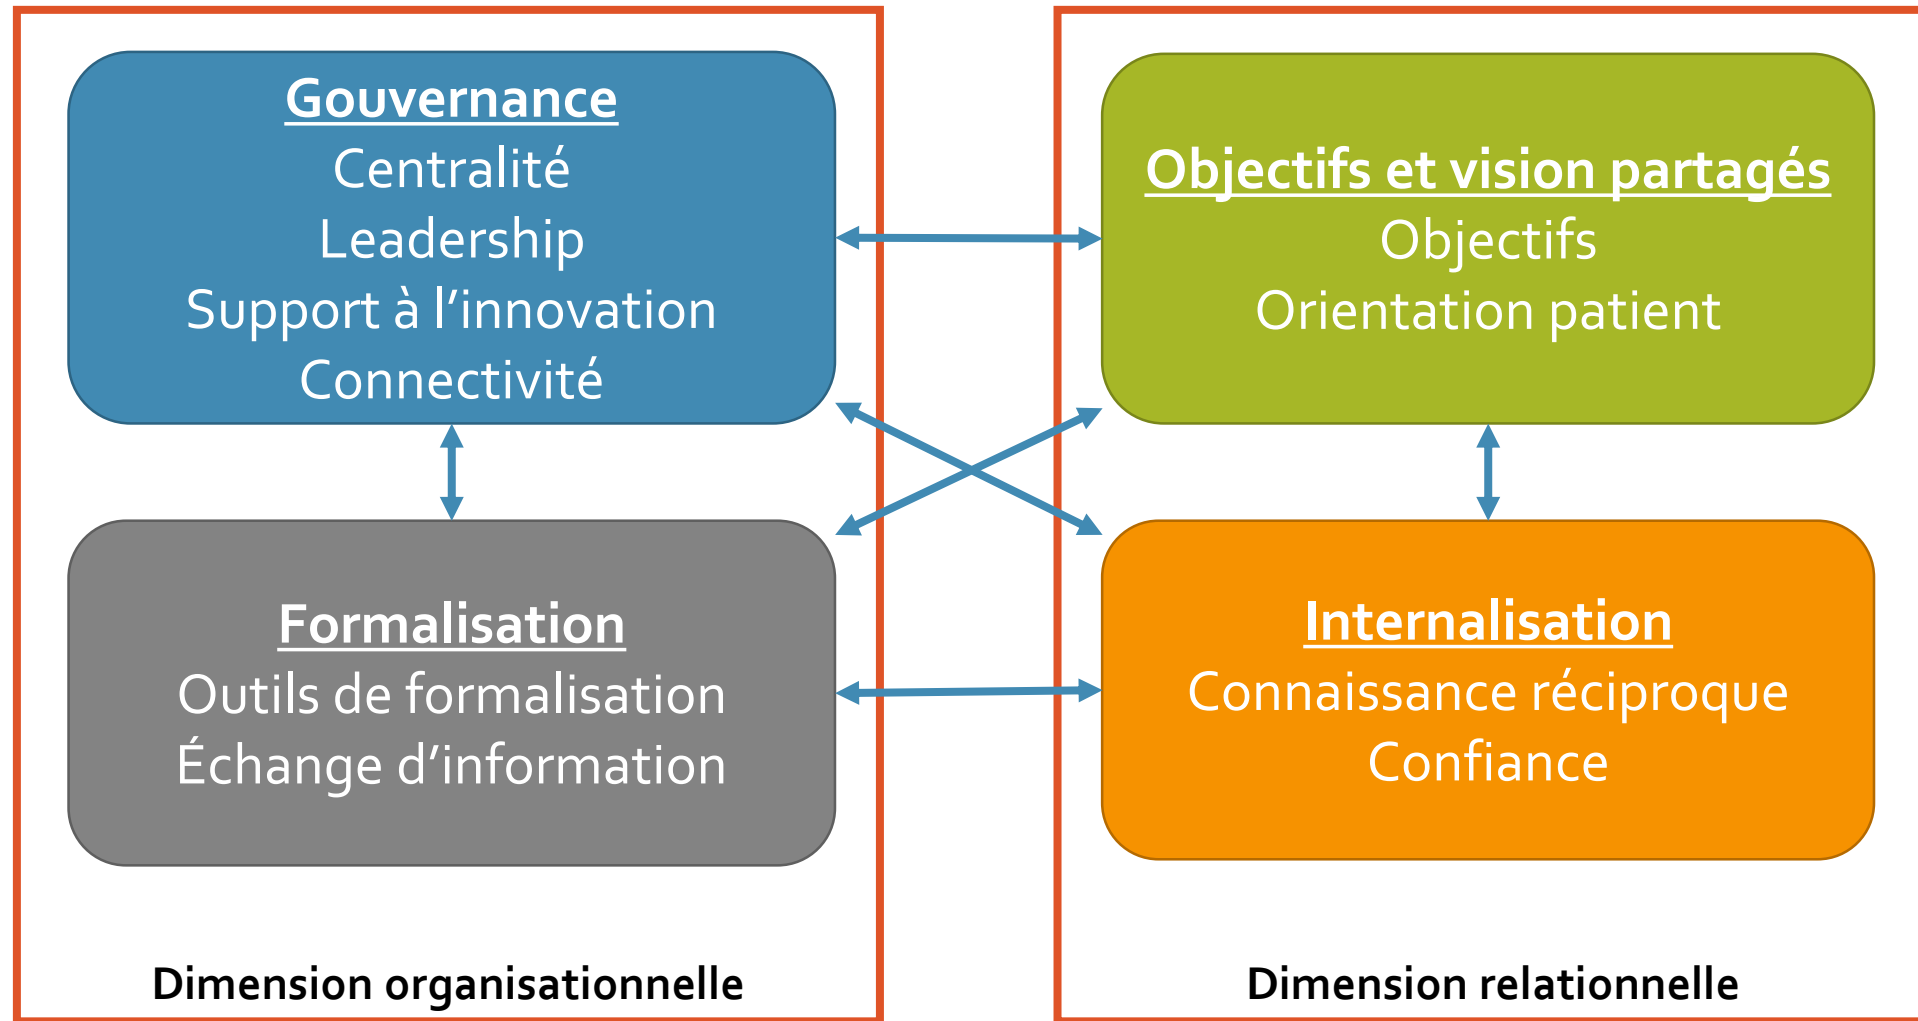 Gouvernance
Centralité
Leadership
Support à l’innovation
Connectivité
Formalisation
Outils de formalisation
Échange d’information
Dimension organisationnelle
Objectifs et vision partagés
Objectifs
Orientation patient
Internalisation
Connaissance réciproque
Confiance
Dimension relationnelle